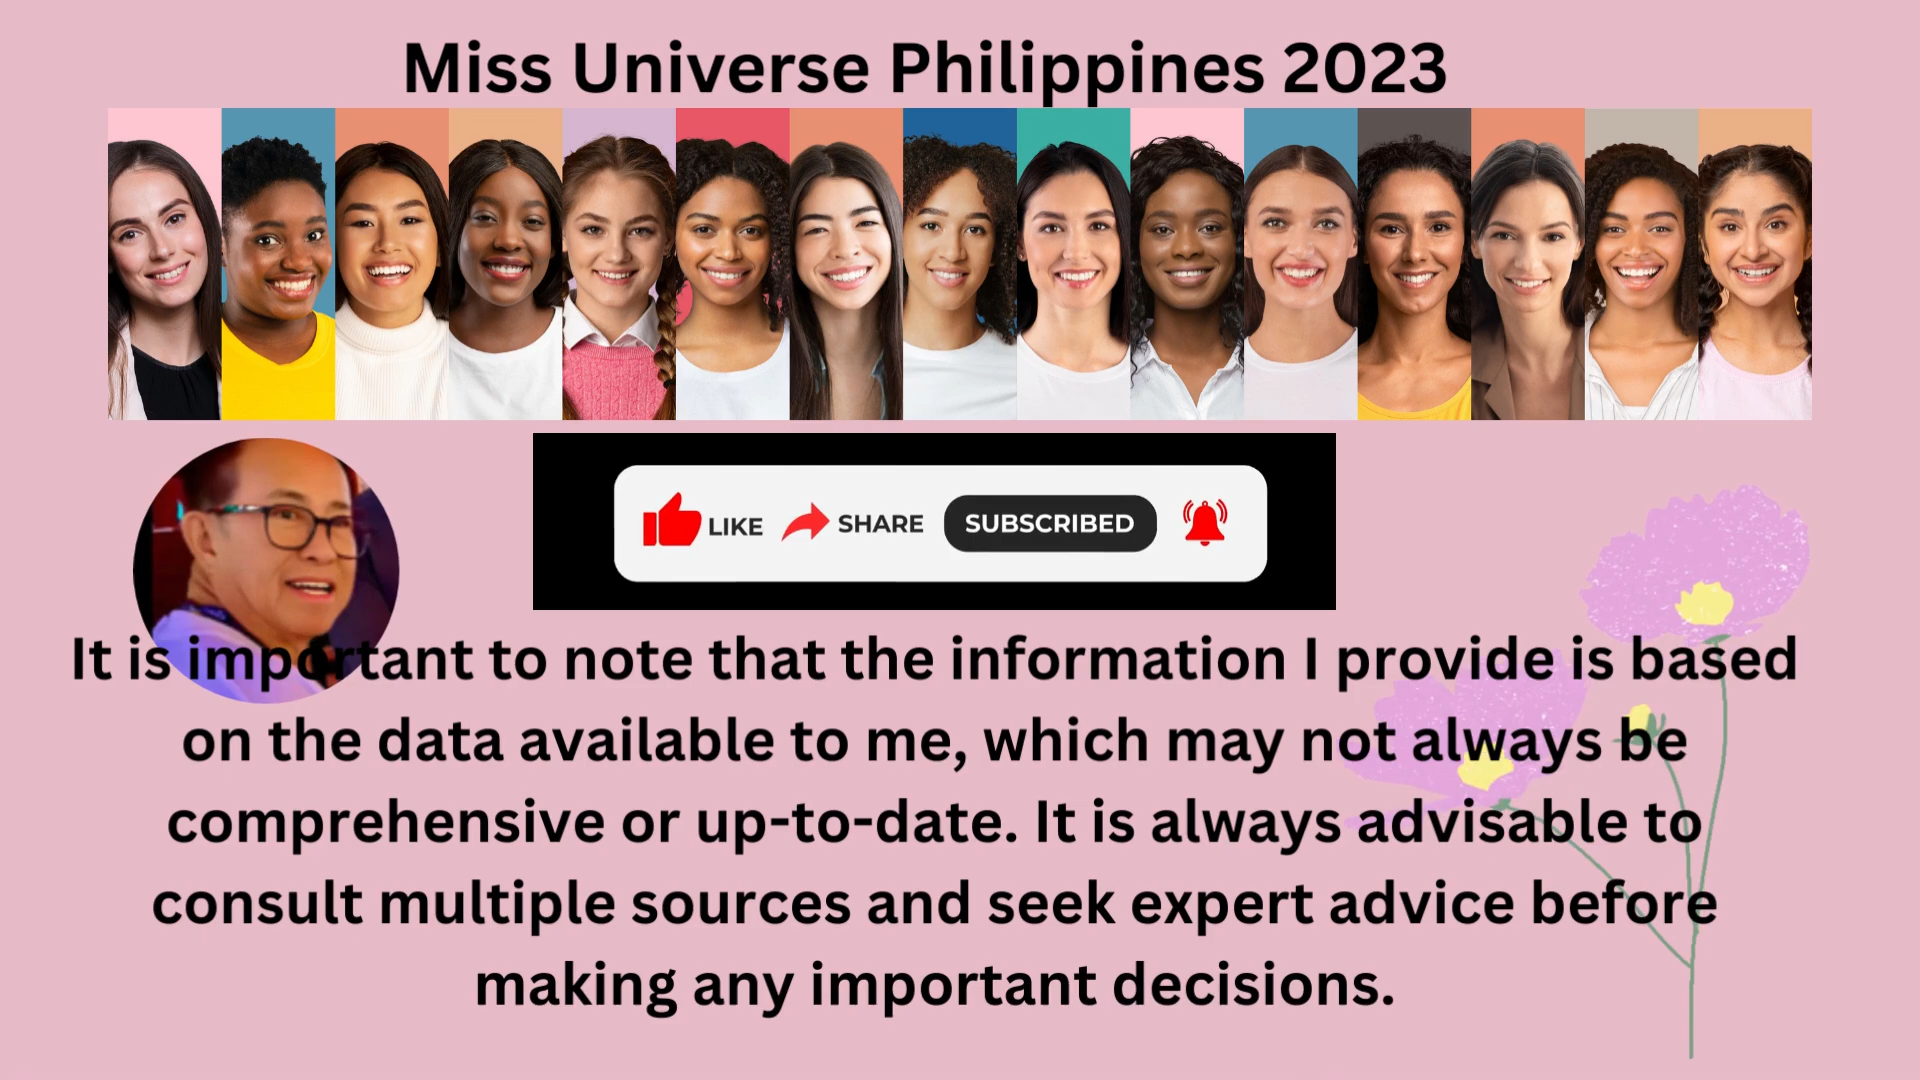 Miss Universe Philippines 2023
LIKE SHARE SUBSCRIBED
It is important to note that the information I provide is based
on the data available to me, which may not always be
comprehensive or up-to-date. It is always advisable to
consult multiple sources and seek expert advice before
making any important decisions.